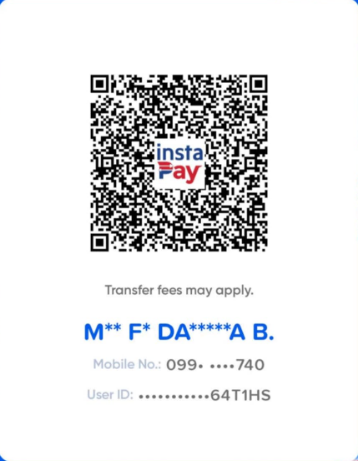 insta
Pay
Transfer fees may apply.
M** F* DA*****A B.
Mobile No.: 099• ••••740
User ID: •••••••••••64T1HS